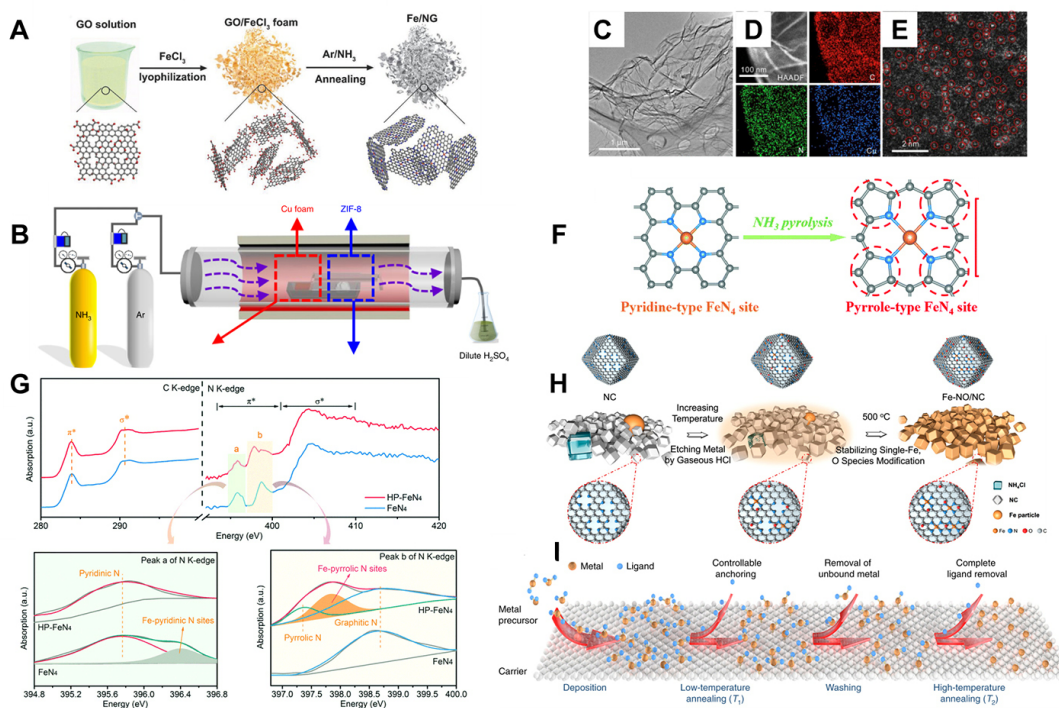 A
GO solution
GO/FeCl3 foam
Fe/NG
FeCl3
lyophilization
Ar/NH3
Annealing
B
Cu foam
ZIF-8
NH3
Ar
Dilute H2SO4
C
1 µm
D
100 nm
HAADF
C
N
Cu
E
2 nm
F
NH3 pyrolysis
Pyridine-type FeN4 site
Pyrrole-type FeN4 site
G
C K-edge
N K-edge
π*
σ*
a*
σ*
a
b
Absorption (a.u.)
HP-FeN4
FeN4
280
290
400
410
420
Energy (eV)
Peak a of N K-edge
Pyridinic N
HP-FeN4
Fe-pyridinic N sites
FeN4
Absorption (a.u.)
394.8
395.2
395.6
396.0
396.4
396.8
Energy (eV)
Peak b of N K-edge
Fe-pyrrolic N sites
HP-FeN4
Pyrolic N
Graphitic N
FeN4
Absorption (a.u.)
397.0
397.5
398.0
398.5
399.0
399.5
400.0
Energy (eV)
H
NC
Fe-NO/NC
Increasing
Temperature
Etching Metal
by Gaseous HCl
500 °C
Stabilizing Single-Fe,
O Species Modification
NH4Cl
NC
Fe particle
Fe
N
O
C
I
Metal
Ligand
Controllable
anchoring
Removal of
unbound metal
Complete
ligand removal
Metal
precursor
Carrier
Deposition
Low-temperature
annealing (T1)
Washing
High-temperature
annealing (T2)